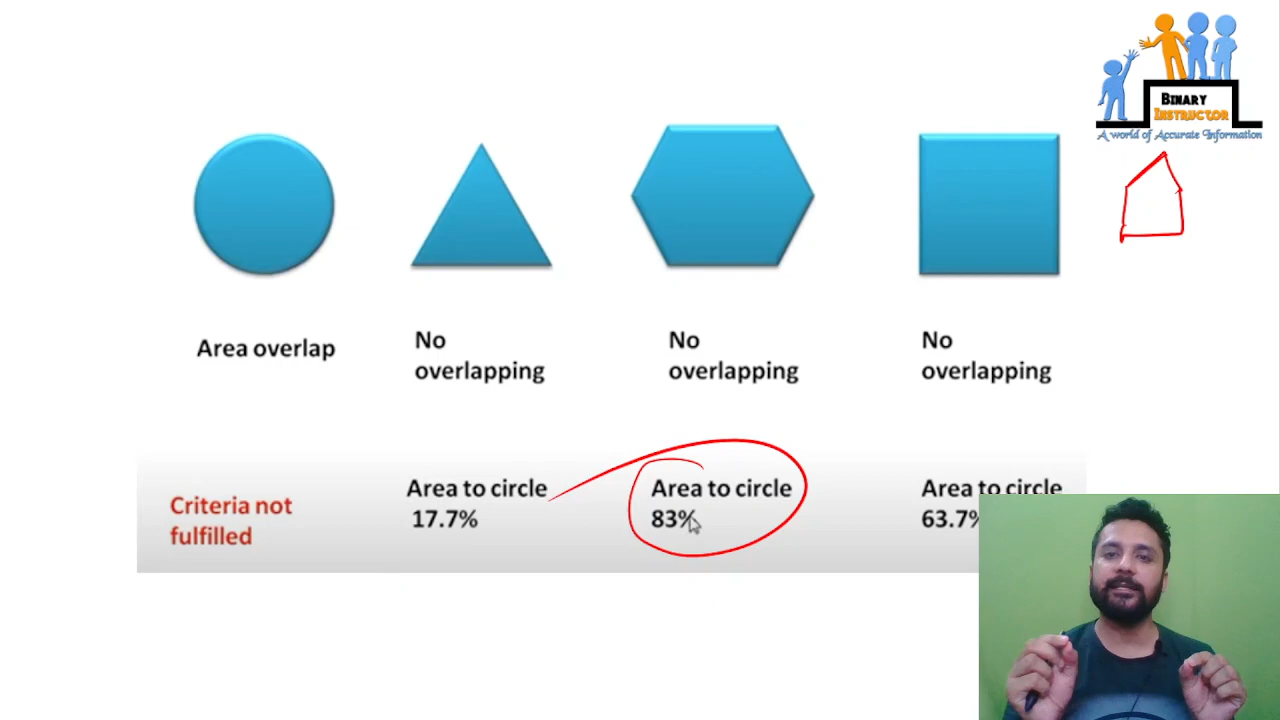 BINARY
INSTRUCTOR
A world of Accurate Information
Area overlap
No
overlapping
No
overlapping
No
overlapping
Criteria not
fulfilled
Area to circle
17.7%
Area to circle
83%
Area to circle
63.7%